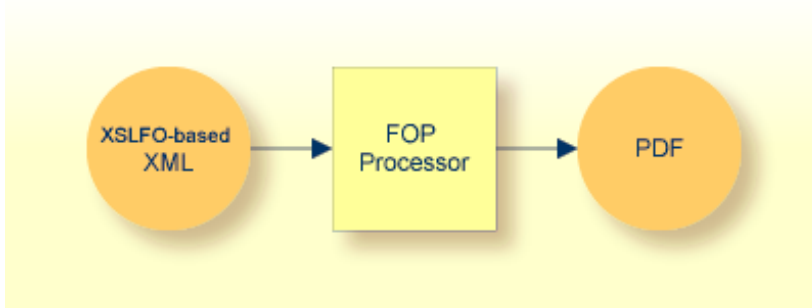 XSLFO-based
XML
FOP
Processor
PDF